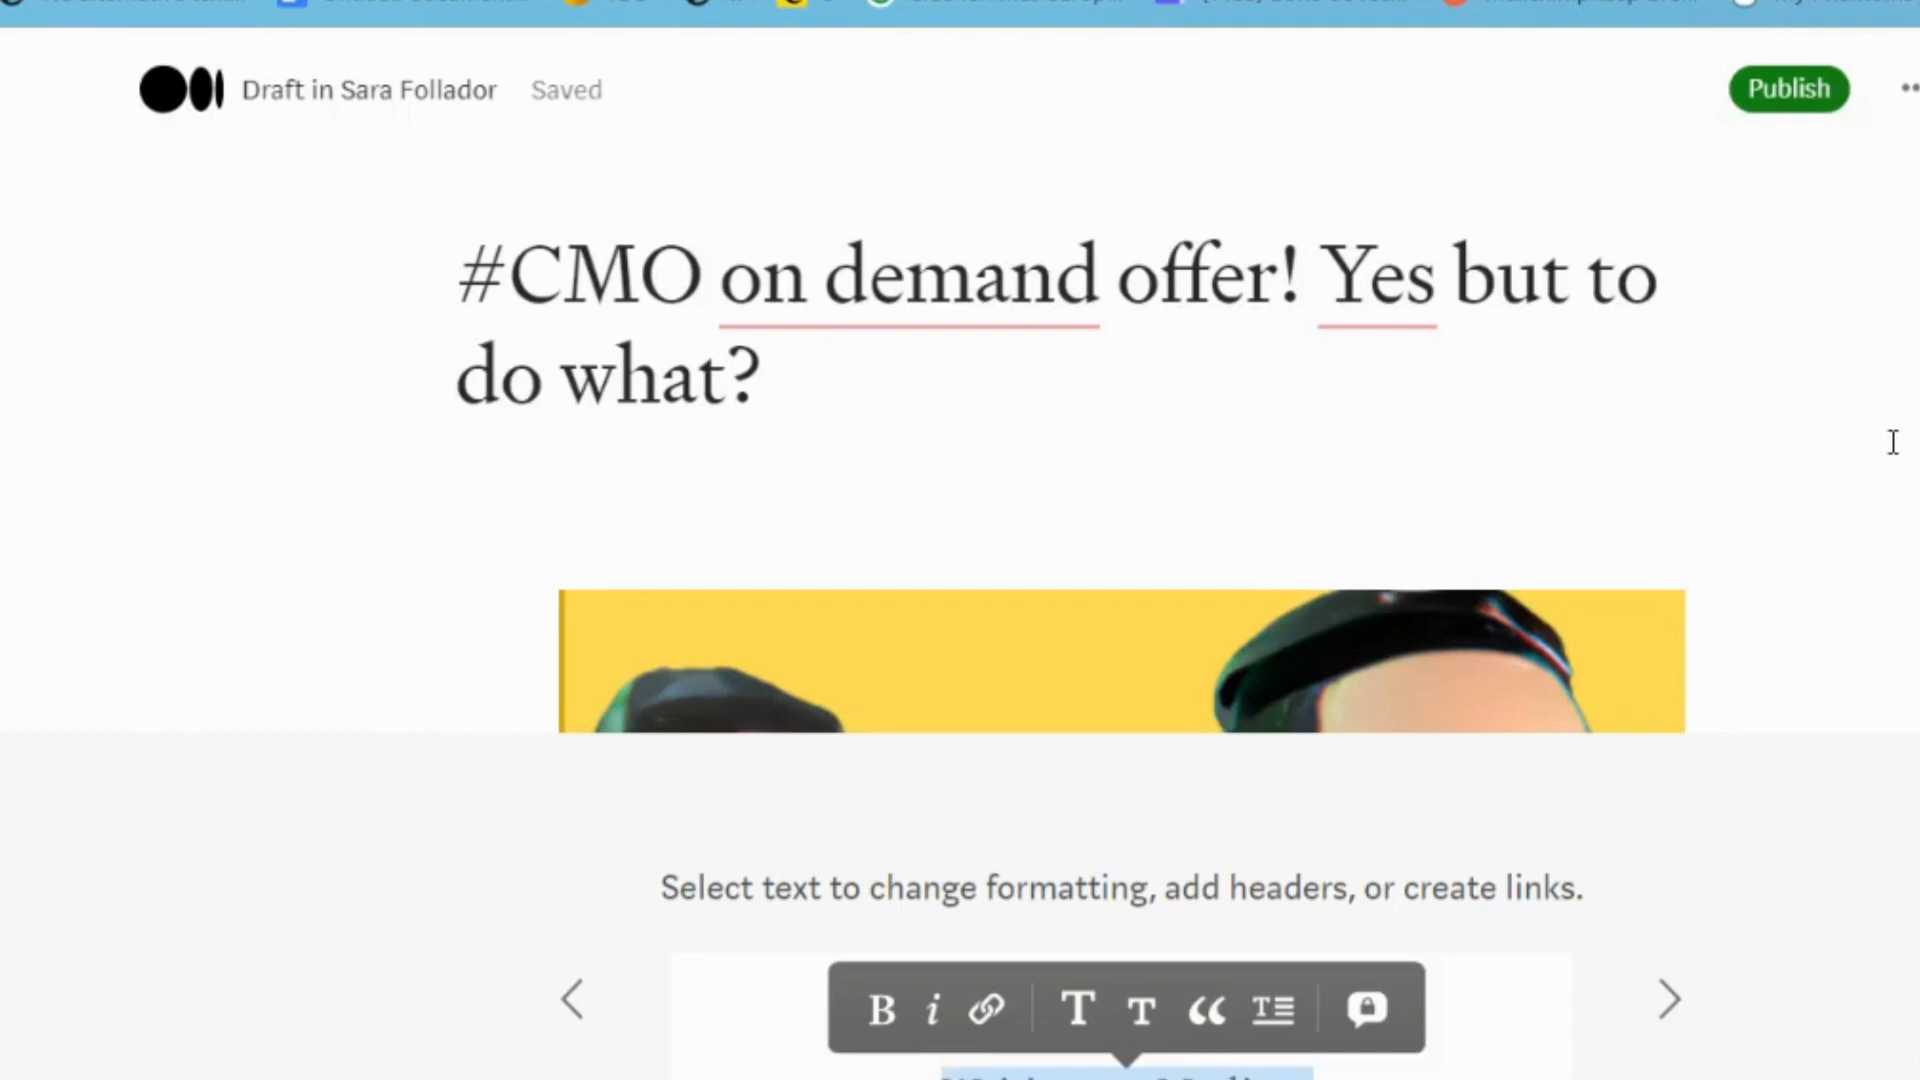 Draft in Sara Follador Saved
Publish
#CMO on demand offer! Yes but to
do what?
Select text to change formatting, add headers, or create links.
B i T T